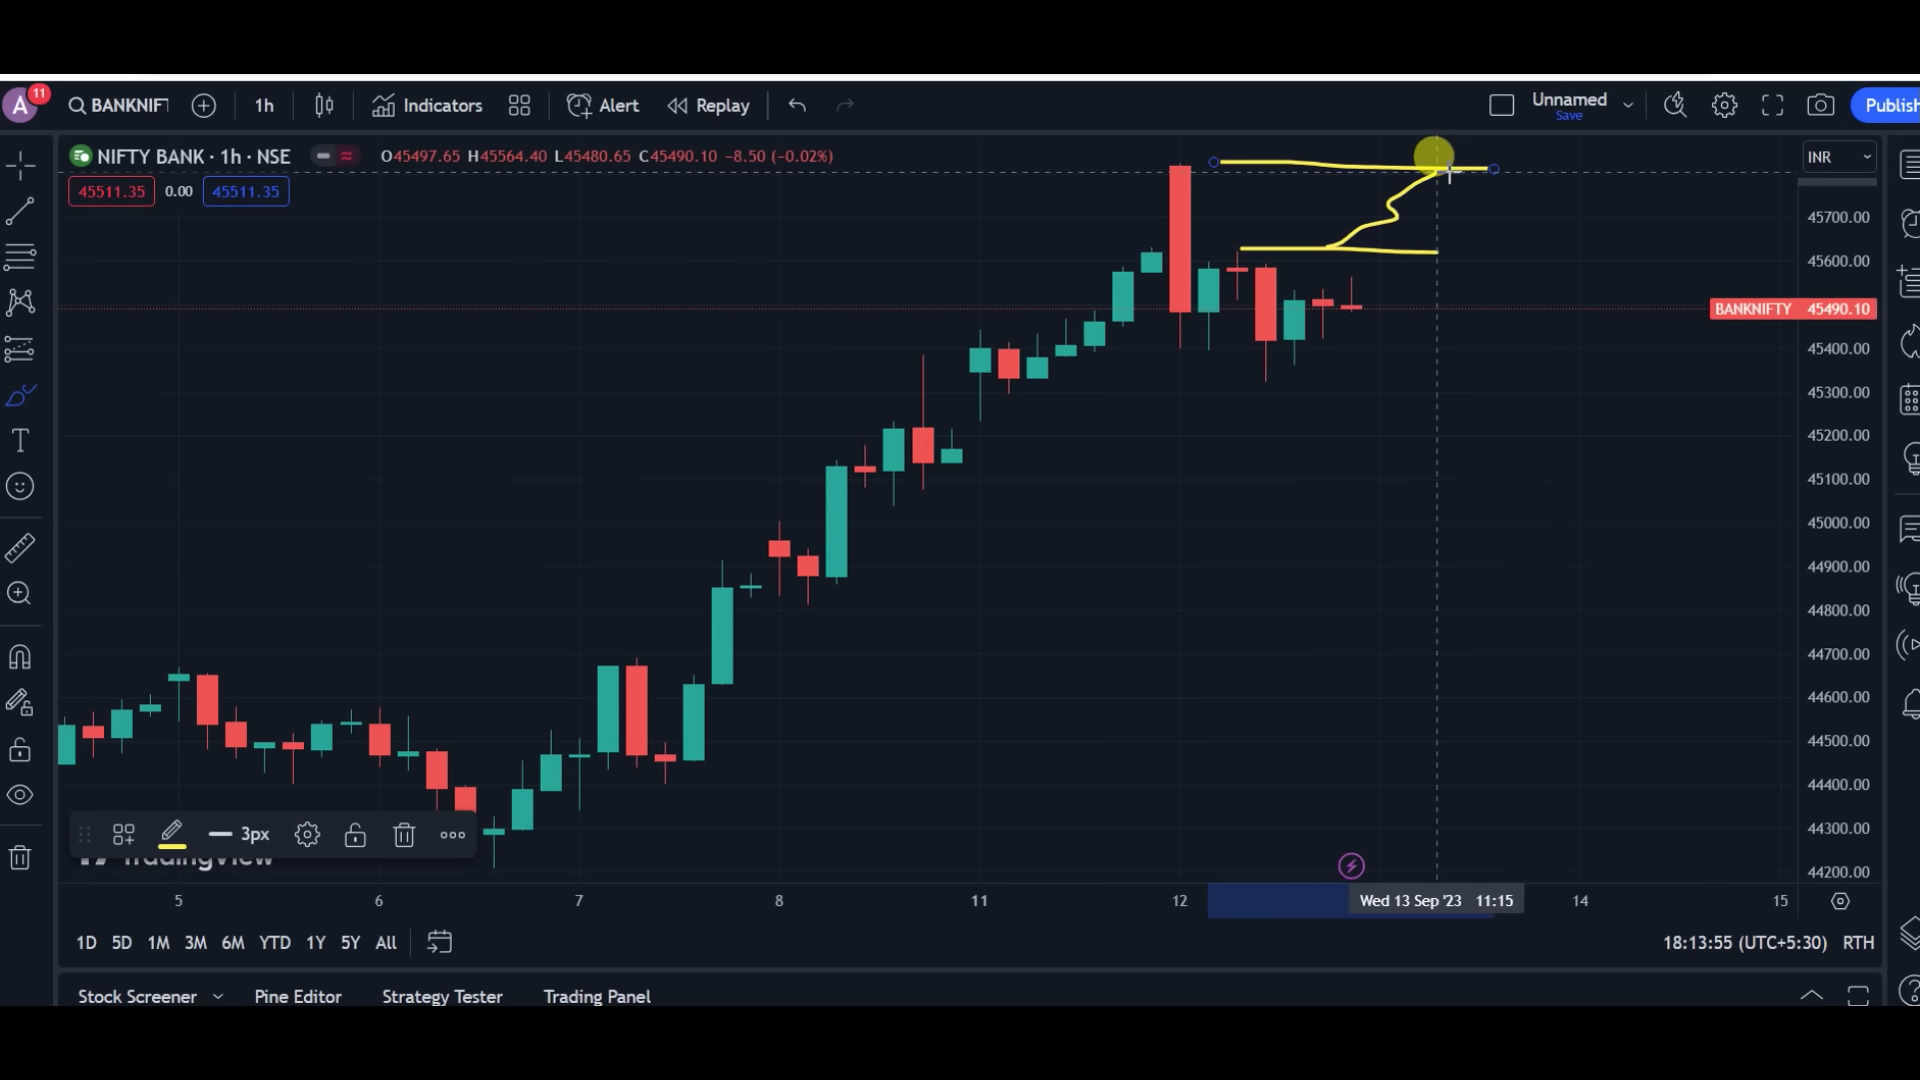 A 11 BANKNIFT 1h Indicators Alert Replay Unnamed Save Publish
NIFTY BANK · 1h · NSE O45497.65 H45564.40 L45480.65 C45490.10 -8.50 (-0.02%) INR
45511.35 0.00 45511.35
45700.00
45600.00
BANKNIFTY 45490.10
45400.00
45300.00
45200.00
45100.00
45000.00
44900.00
44800.00
44700.00
44600.00
44500.00
44400.00
44300.00
44200.00
3px
TradingView
5 6 7 8 11 12 Wed 13 Sep '23 11:15 14 15
1D 5D 1M 3M 6M YTD 1Y 5Y All 18:13:55 (UTC+5:30) RTH
Stock Screener Pine Editor Strategy Tester Trading Panel